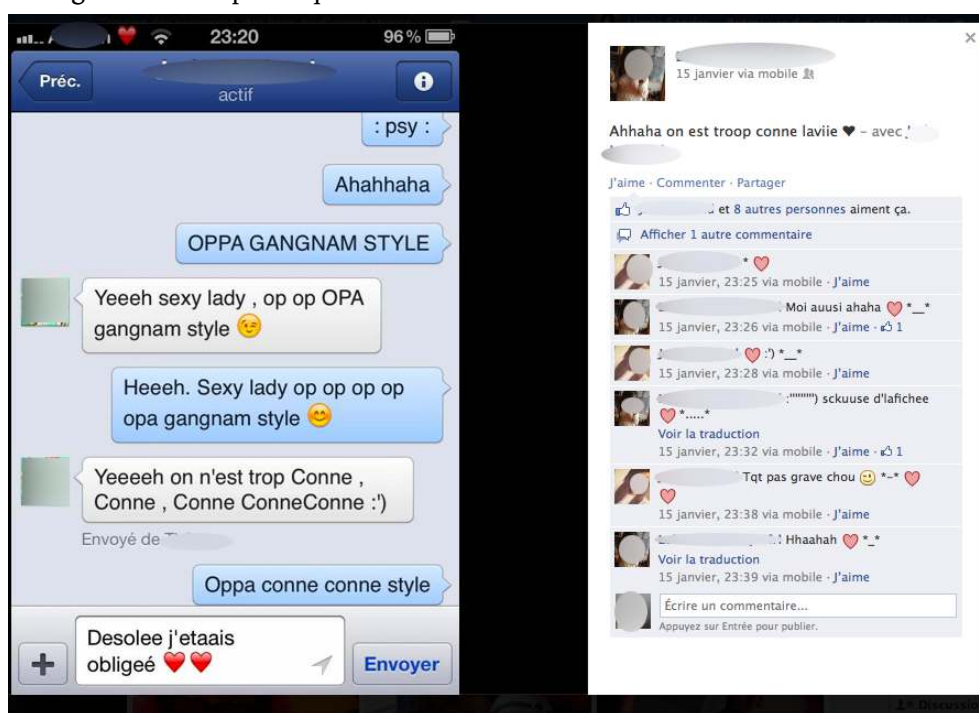 23:20
96 %
Préc.
actif
: psy :
Ahahhaha
OPPA GANGNAM STYLE
Yeeeh sexy lady , op op OPA
gangnam style 😉
Heeeh. Sexy lady op op op op
opa gangnam style 😊
Yeeeeh on n'est trop Conne ,
Conne , Conne ConneConne :')
Envoyé de
Oppa conne conne style
Desolee j'etaais
obligeé ❤️❤️
Envoyer
15 janvier via mobile
Ahhaha on est troop conne laviie ♥ – avec
J'aime · Commenter · Partager
et 8 autres personnes aiment ça.
Afficher 1 autre commentaire
* ❤️
15 janvier, 23:25 via mobile · J'aime
Moi auusi ahaha ❤️ *__*
15 janvier, 23:26 via mobile · J'aime · 1
❤️ :') *__*
15 janvier, 23:28 via mobile · J'aime
:'''''''') sckuuse d'lafichee
❤️ *.....*
Voir la traduction
15 janvier, 23:32 via mobile · J'aime · 1
Tqt pas grave chou 🙂 *-* ❤️
❤️
15 janvier, 23:38 via mobile · J'aime
Hhaahah ❤️ *_*
Voir la traduction
15 janvier, 23:39 via mobile · J'aime
Écrire un commentaire...
Appuyez sur Entrée pour publier.